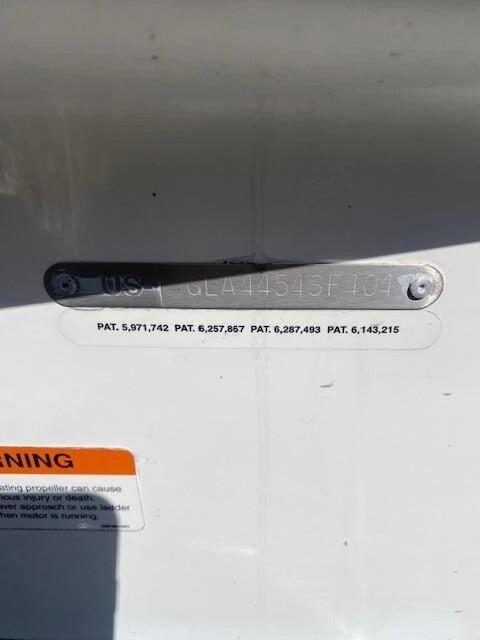 US-GLA44546F404
PAT. 5,971,742 PAT. 6,257,867 PAT. 6,287,493 PAT. 6,143,215
RNING
ating propeller can cause
ious injury or death.
ever approach or use ladder
hen motor is running.